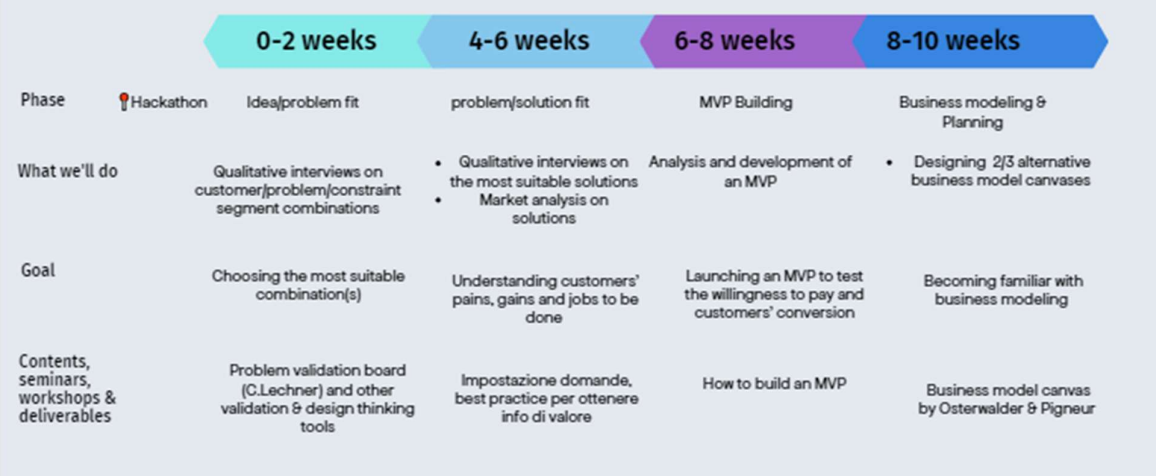 0-2 weeks
4-6 weeks
6-8 weeks
8-10 weeks
Phase
Hackathon
Idea/problem fit
problem/solution fit
MVP Building
Business modeling &
Planning
What we'll do
Qualitative interviews on
customer/problem/constraint
segment combinations
• Qualitative interviews on
the most suitable solutions
• Market analysis on
solutions
Analysis and development of
an MVP
• Designing 2/3 alternative
business model canvases
Goal
Choosing the most suitable
combination(s)
Understanding customers'
pains, gains and jobs to be
done
Launching an MVP to test
the willingness to pay and
customers' conversion
Becoming familiar with
business modeling
Contents,
seminars,
workshops &
deliverables
Problem validation board
(C.Lechner) and other
validation & design thinking
tools
Impostazione domande,
best practice per ottenere
info di valore
How to build an MVP
Business model canvas
by Osterwalder & Pigneur